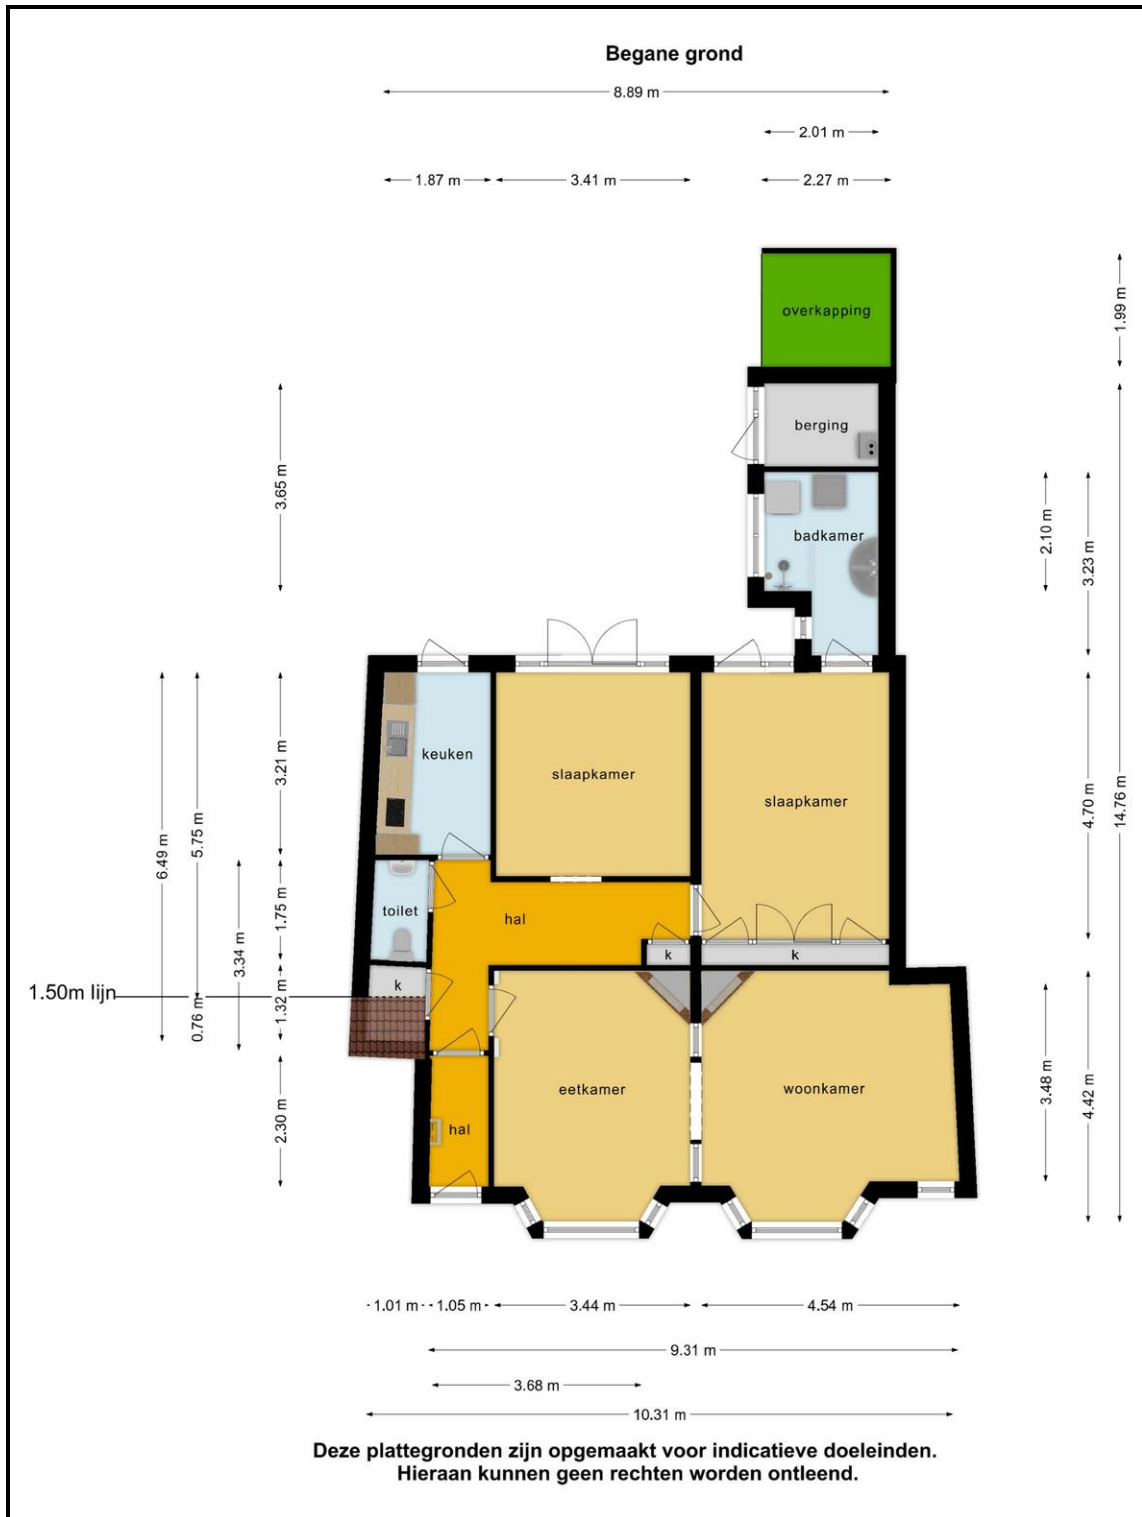 Begane grond
8.89 m
2.01 m
1.87 m
3.41 m
2.27 m
1.99 m
overkapping
3.65 m
berging
2.10 m
3.23 m
badkamer
14.76 m
6.49 m
5.75 m
3.21 m
keuken
slaapkamer
slaapkamer
4.70 m
3.34 m
1.75 m
toilet
hal
k
k
k
1.50m lijn
0.76 m
1.32 m
2.30 m
hal
eetkamer
woonkamer
3.48 m
4.42 m
1.01 m
1.05 m
3.44 m
4.54 m
9.31 m
3.68 m
10.31 m
Deze plattegronden zijn opgemaakt voor indicatieve doeleinden.
Hieraan kunnen geen rechten worden ontleend.